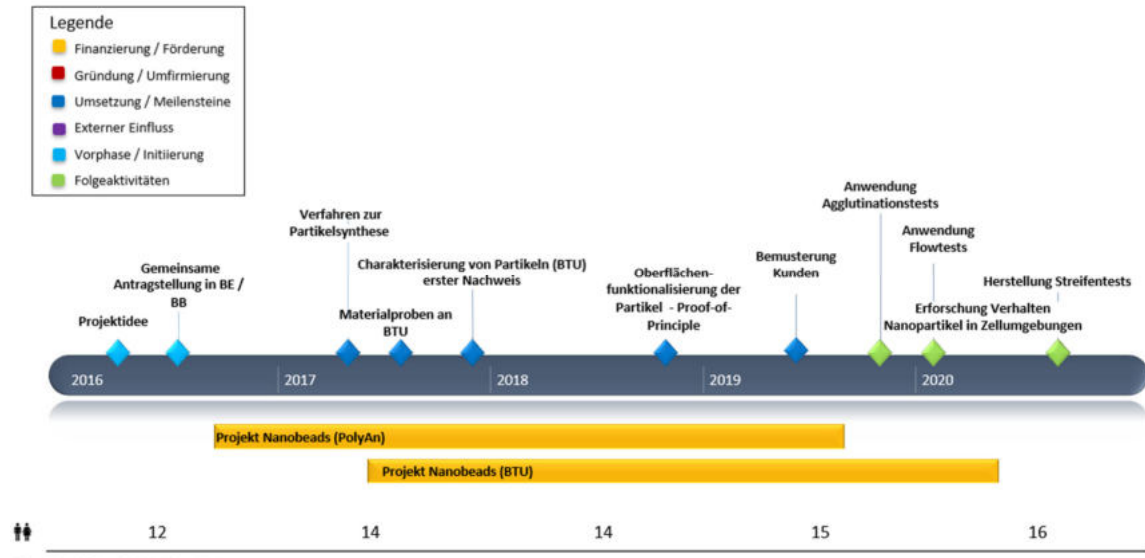 Legende
Finanzierung / Förderung
Gründung / Umfirmierung
Umsetzung / Meilensteine
Externer Einfluss
Vorphase / Initiierung
Folgeaktivitäten
Projektidee
Gemeinsame
Antragstellung in BE /
BB
Verfahren zur
Partikelsynthese
Materialproben an
BTU
Charakterisierung von Partikeln (BTU)
erster Nachweis
Oberflächen-
funktionalisierung der
Partikel - Proof-of-
Principle
Bemusterung
Kunden
Anwendung
Agglutinationstests
Anwendung
Flowtests
Erforschung Verhalten
Nanopartikel in Zellumgebungen
Herstellung Streifentests
2016 2017 2018 2019 2020
Projekt Nanobeads (PolyAn)
Projekt Nanobeads (BTU)
12 14 14 15 16